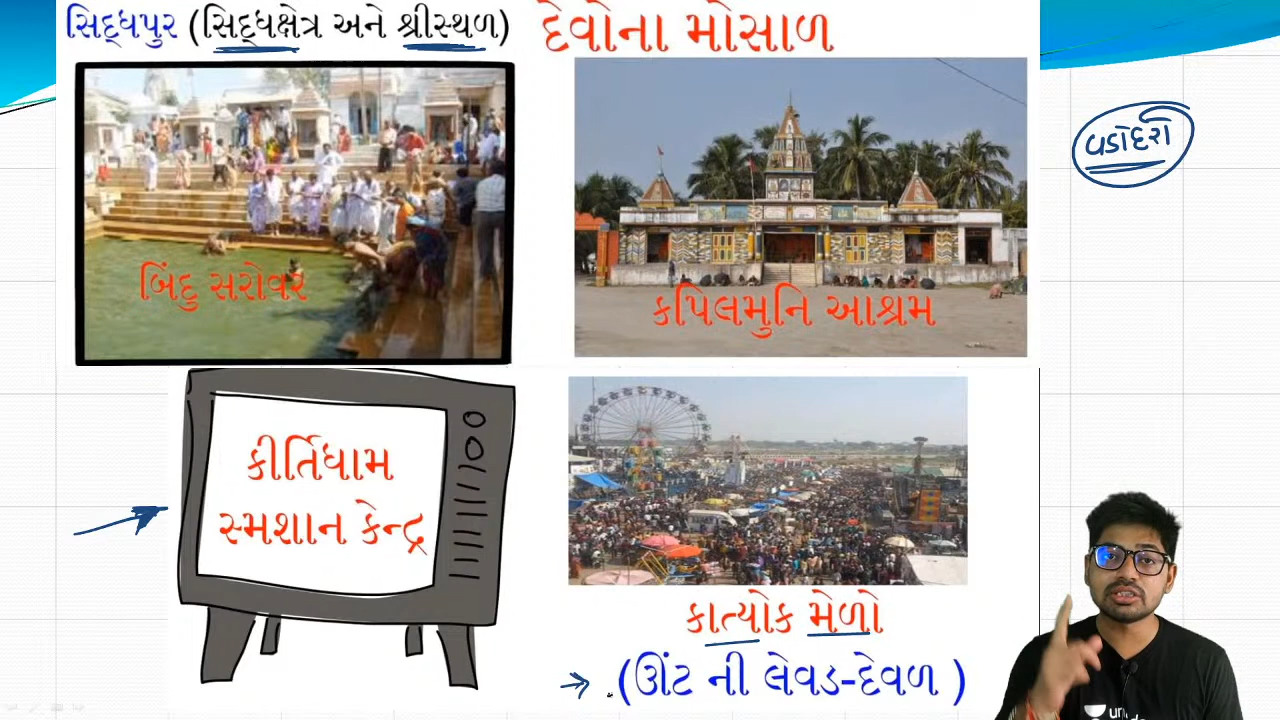 સિદ્ધપુર (સિદ્ધક્ષેત્ર અને શ્રીસ્થળ)
દેવોના મોસાળ
વડોદરા
બિંદુ સરોવર
કપિલમુનિ આશ્રમ
કીર્તિધામ
સ્મશાન કેન્દ્ર
કાત્યોક મેળો
(ઊંટ ની લેવડ-દેવળ )